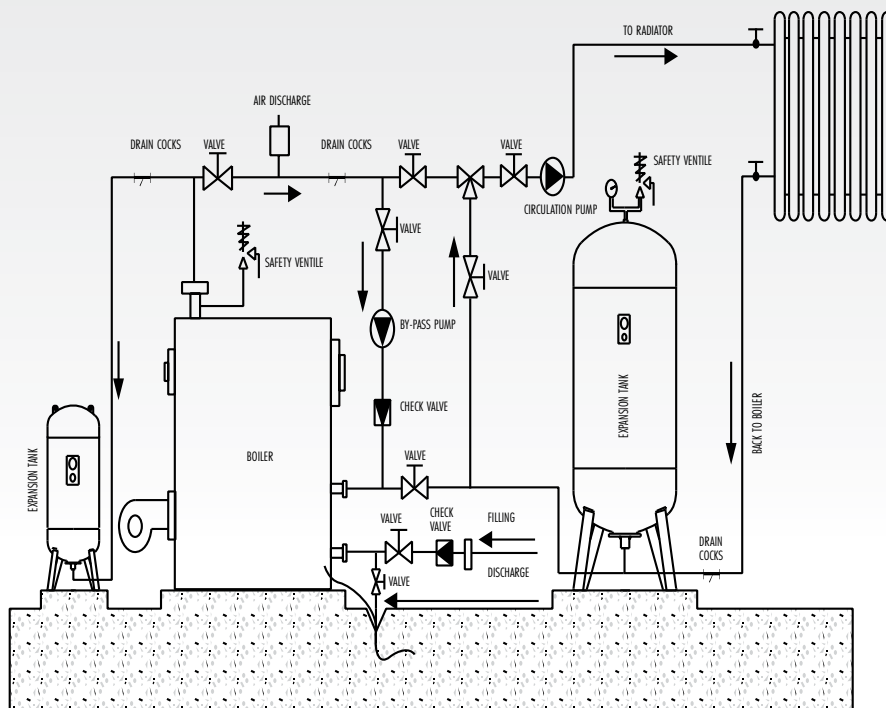 TO RADIATOR
AIR DISCHARGE
DRAIN COCKS
VALVE
DRAIN COCKS
VALVE
VALVE
SAFETY VENTILE
CIRCULATION PUMP
VALVE
SAFETY VENTILE
VALVE
BY-PASS PUMP
EXPANSION TANK
CHECK VALVE
BACK TO BOILER
BOILER
VALVE
EXPANSION TANK
VALVE
CHECK
VALVE
FILLING
DISCHARGE
VALVE
DRAIN
COCKS